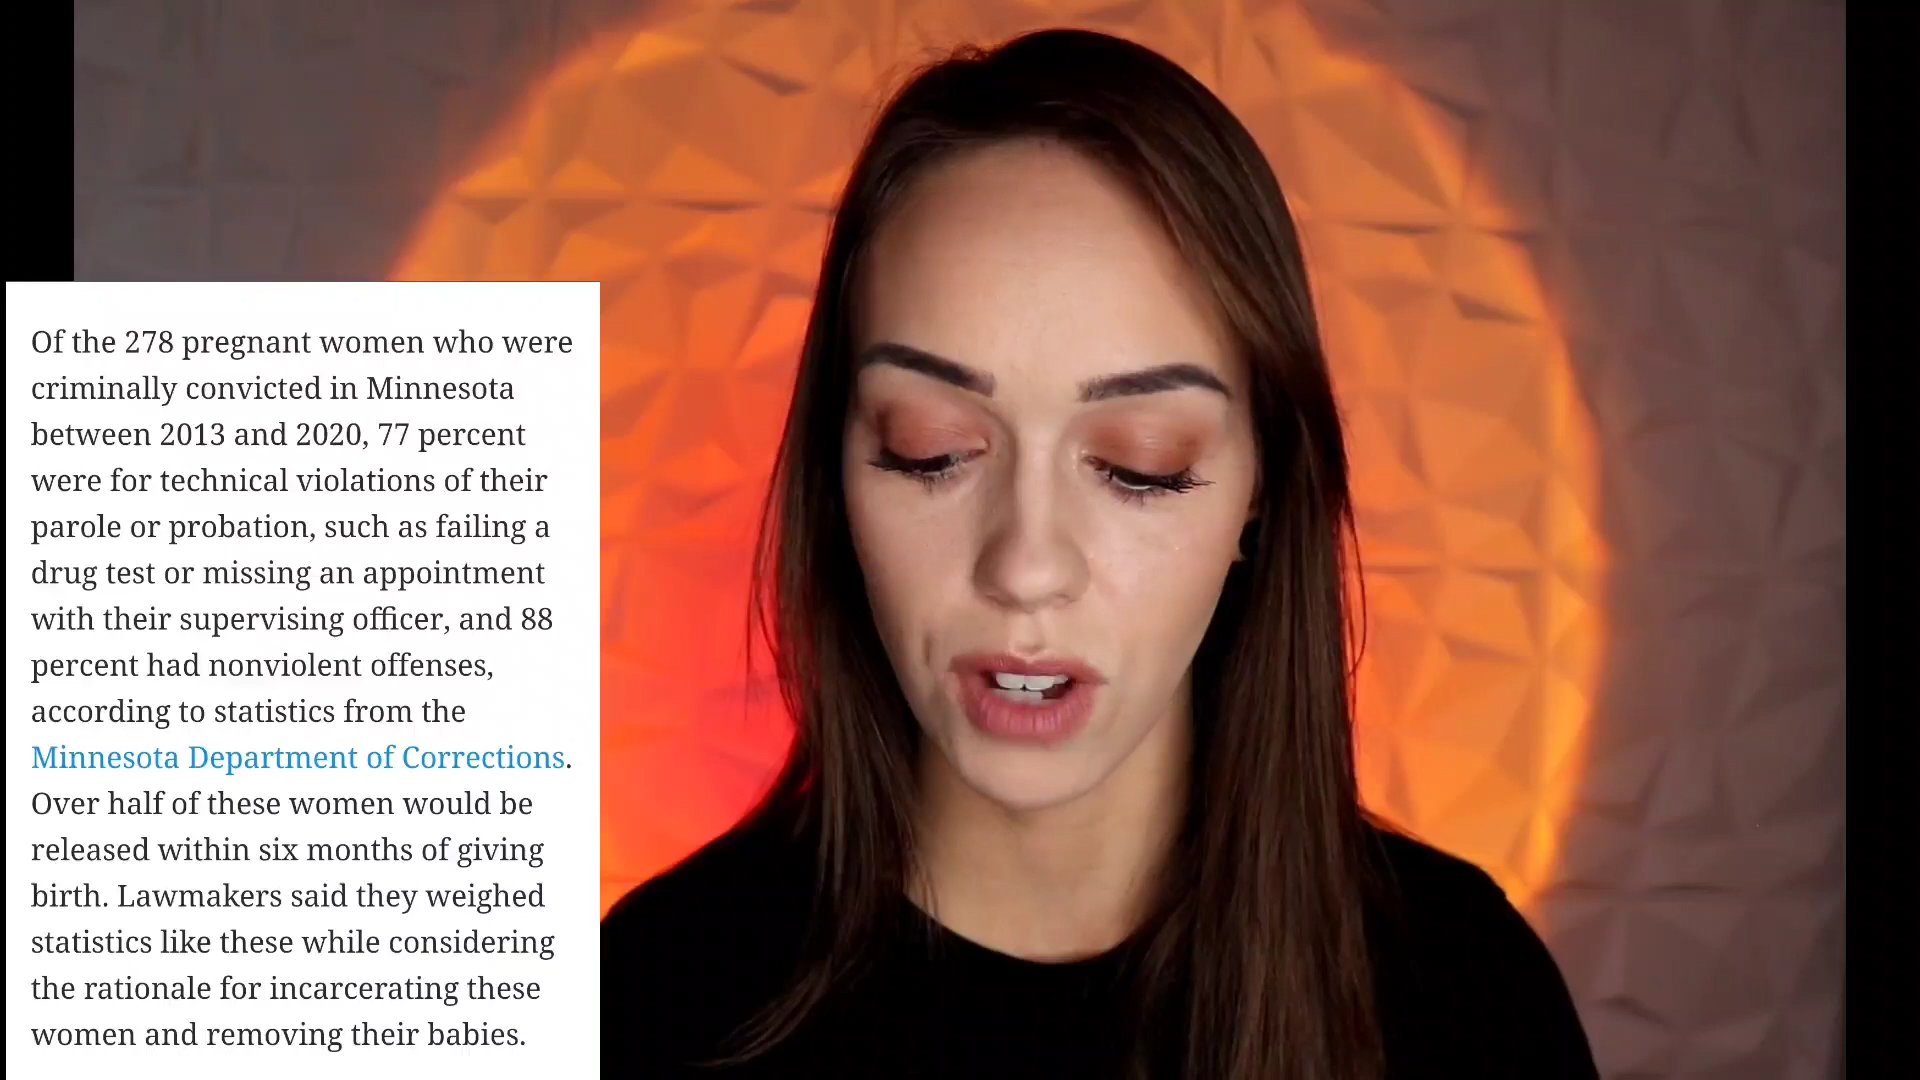 Of the 278 pregnant women who were
criminally convicted in Minnesota
between 2013 and 2020, 77 percent
were for technical violations of their
parole or probation, such as failing a
drug test or missing an appointment
with their supervising officer, and 88
percent had nonviolent offenses,
according to statistics from the
Minnesota Department of Corrections.
Over half of these women would be
released within six months of giving
birth. Lawmakers said they weighed
statistics like these while considering
the rationale for incarcerating these
women and removing their babies.